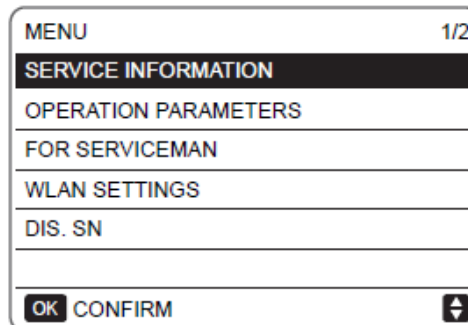 MENU 1/2
SERVICE INFORMATION
OPERATION PARAMETERS
FOR SERVICEMAN
WLAN SETTINGS
DIS. SN
OK CONFIRM